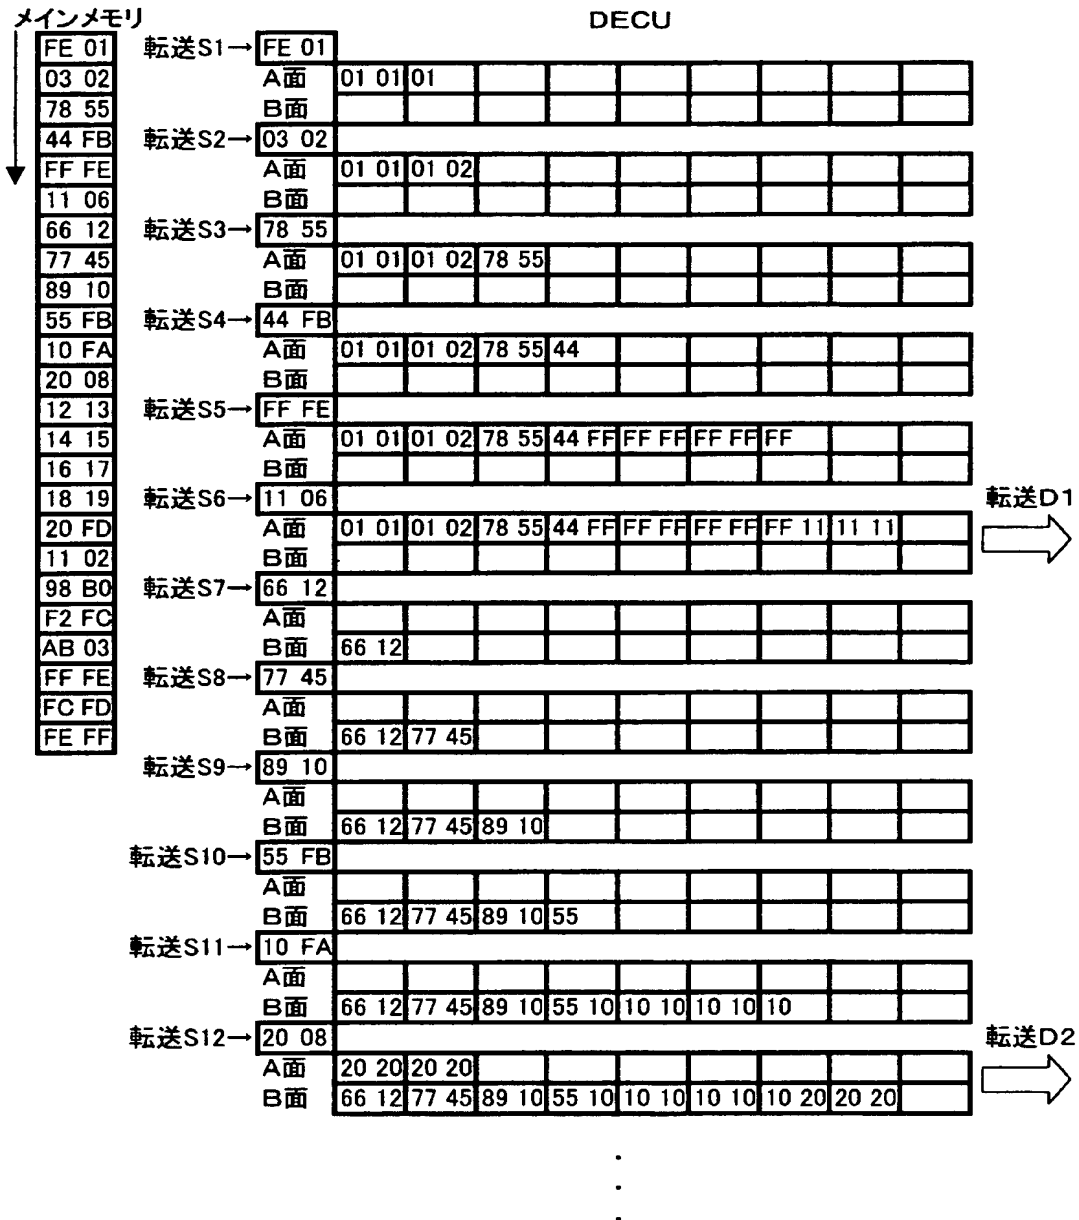 メインメモリ DECU
FE 01 転送S1→ FE 01
03 02 A面 01 01 01
78 55 B面
44 FB 転送S2→ 03 02
FF FE A面 01 01 01 02
11 06 B面
66 12 転送S3→ 78 55
77 45 A面 01 01 01 02 78 55
89 10 B面
55 FB 転送S4→ 44 FB
10 FA A面 01 01 01 02 78 55 44
20 08 B面
12 13 転送S5→ FF FE
14 15 A面 01 01 01 02 78 55 44 FF FF FF FF FF FF
16 17 B面
18 19 転送S6→ 11 06 転送D1
20 FD A面 01 01 01 02 78 55 44 FF FF FF FF FF FF 11 11 11
11 02 B面
98 B0 転送S7→ 66 12
F2 FC A面
AB 03 B面 66 12
FF FE 転送S8→ 77 45
FC FD A面
FE FF B面 66 12 77 45
転送S9→ 89 10
A面
B面 66 12 77 45 89 10
転送S10→ 55 FB
A面
B面 66 12 77 45 89 10 55
転送S11→ 10 FA
A面
B面 66 12 77 45 89 10 55 10 10 10 10 10 10
転送S12→ 20 08 転送D2
A面 20 20 20 20
B面 66 12 77 45 89 10 55 10 10 10 10 10 10 20 20 20